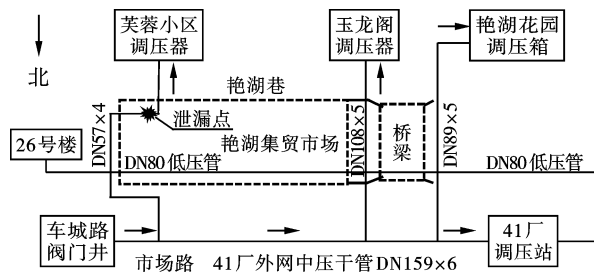 芙蓉小区
调压器
玉龙阁
调压器
艳湖花园
调压箱
北
艳湖巷
泄漏点
艳湖集贸市场
DN57×4
DN108×5
桥梁
DN89×5
26号楼
DN80低压管
DN80低压管
车城路
阀门井
41厂
调压站
市场路 41厂外网中压干管DN159×6